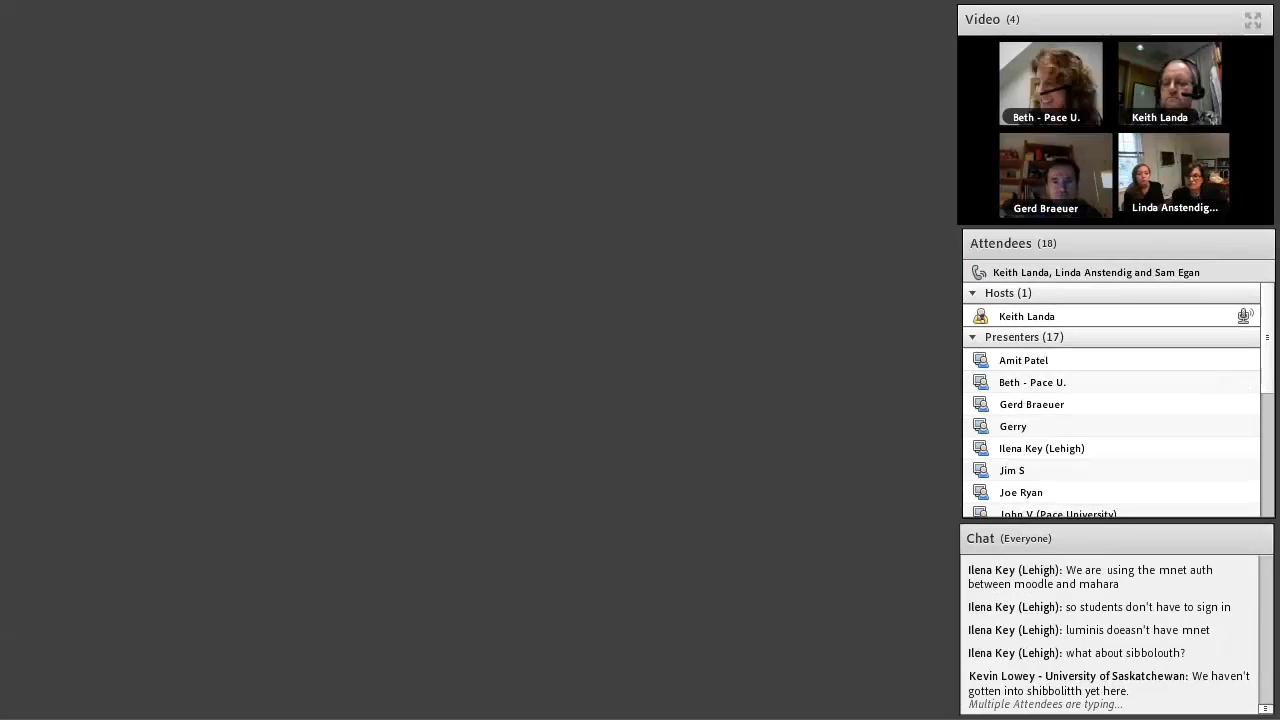 Video (4)
Beth - Pace U.
Keith Landa
Gerd Braeuer
Linda Anstendig...
Attendees (18)
Keith Landa, Linda Anstendig and Sam Egan
Hosts (1)
Keith Landa
Presenters (17)
Amit Patel
Beth - Pace U.
Gerd Braeuer
Gerry
Ilena Key (Lehigh)
Jim S
Joe Ryan
John V (Pace University)
Chat (Everyone)
Ilena Key (Lehigh): We are using the mnet auth
between moodle and mahara
Ilena Key (Lehigh): so students don't have to sign in
Ilena Key (Lehigh): luminis doeasn't have mnet
Ilena Key (Lehigh): what about sibbolouth?
Kevin Lowey - University of Saskatchewan: We haven't
gotten into shibbolitth yet here.
Multiple Attendees are typing...